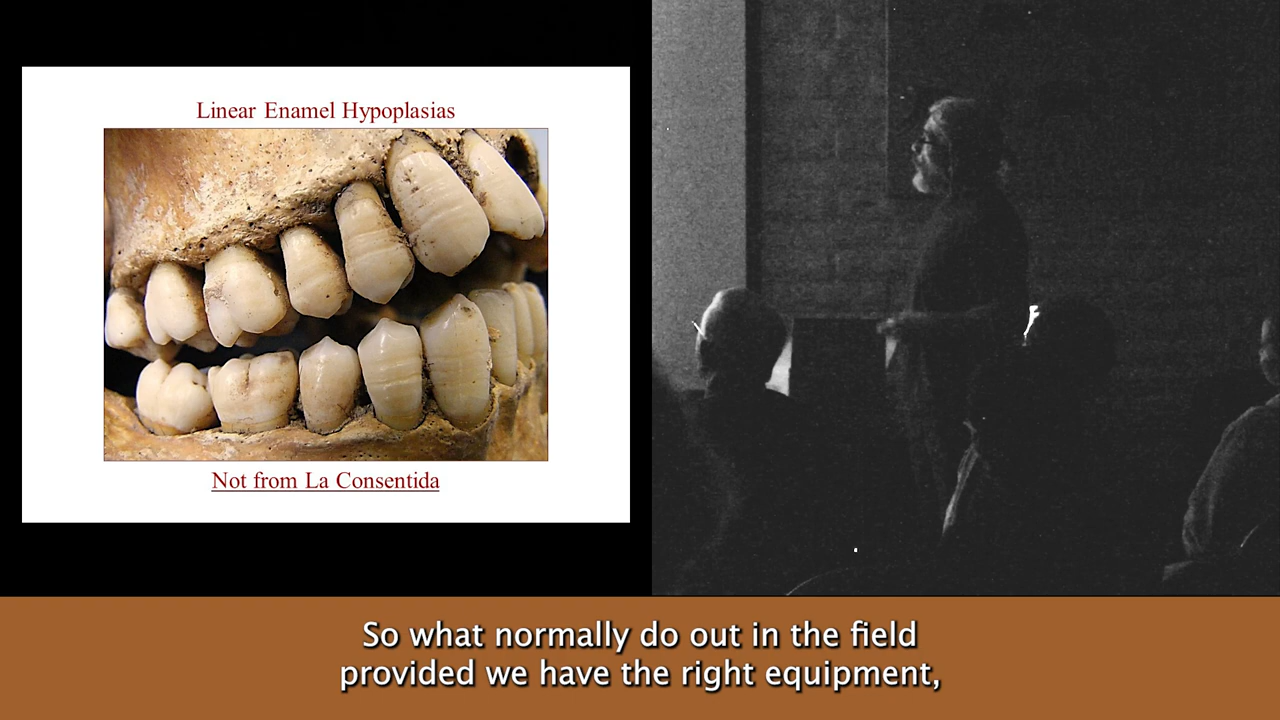 Linear Enamel Hypoplasias
Not from La Consentida
So what normally do out in the field
provided we have the right equipment,